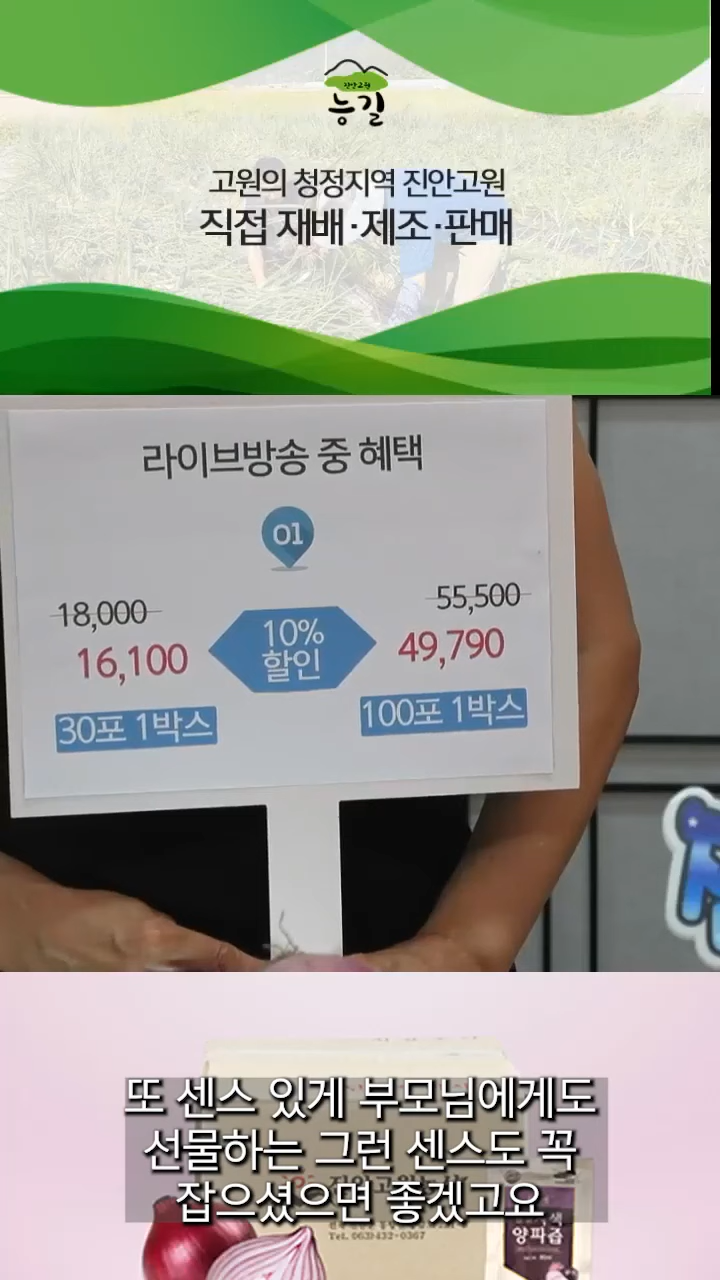 진안고원
능길
고원의 청정지역 진안고원
직접 재배·제조·판매
라이브방송 중 혜택
01
18,000
55,500
10%
할인
16,100
49,790
30포 1박스
100포 1박스
또 센스 있게 부모님에게도
선물하는 그런 센스도 꼭
잡으셨으면 좋겠고요
Tel. 063)432-0367
양파즙